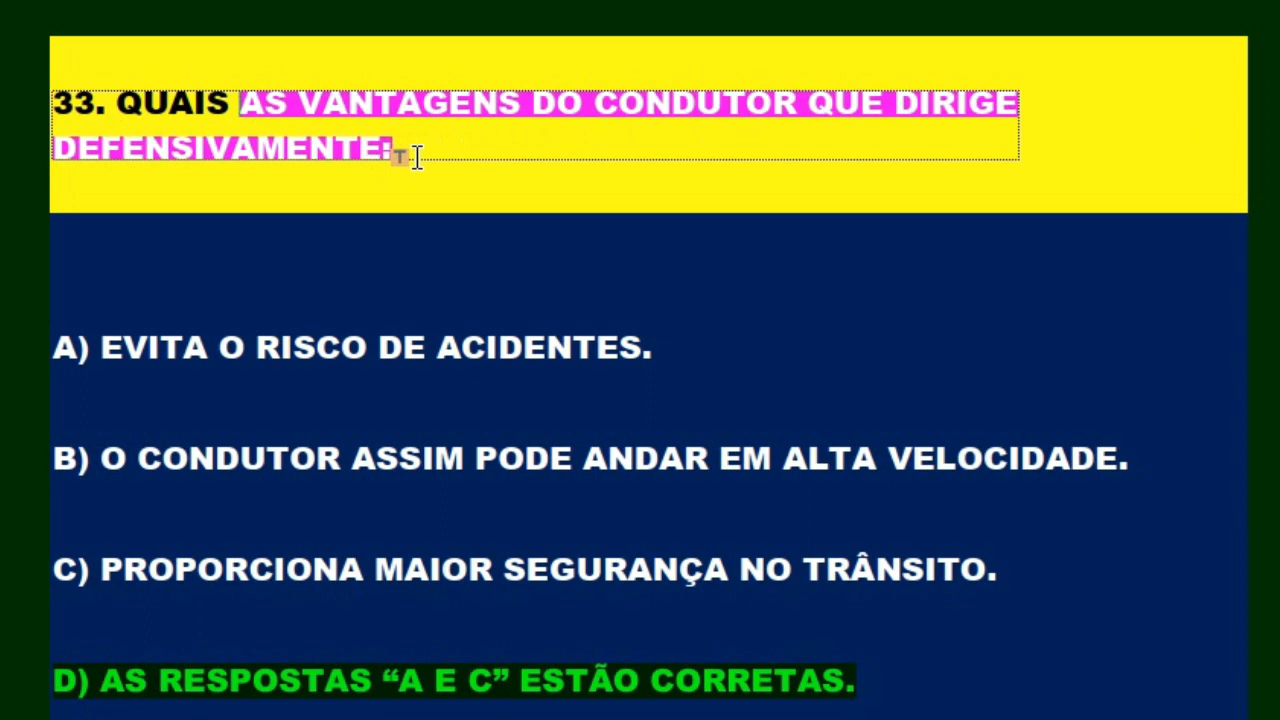 33. QUAIS AS VANTAGENS DO CONDUTOR QUE DIRIGE
DEFENSIVAMENTE:
A) EVITA O RISCO DE ACIDENTES.
B) O CONDUTOR ASSIM PODE ANDAR EM ALTA VELOCIDADE.
C) PROPORCIONA MAIOR SEGURANÇA NO TRÂNSITO.
D) AS RESPOSTAS “A E C” ESTÃO CORRETAS.